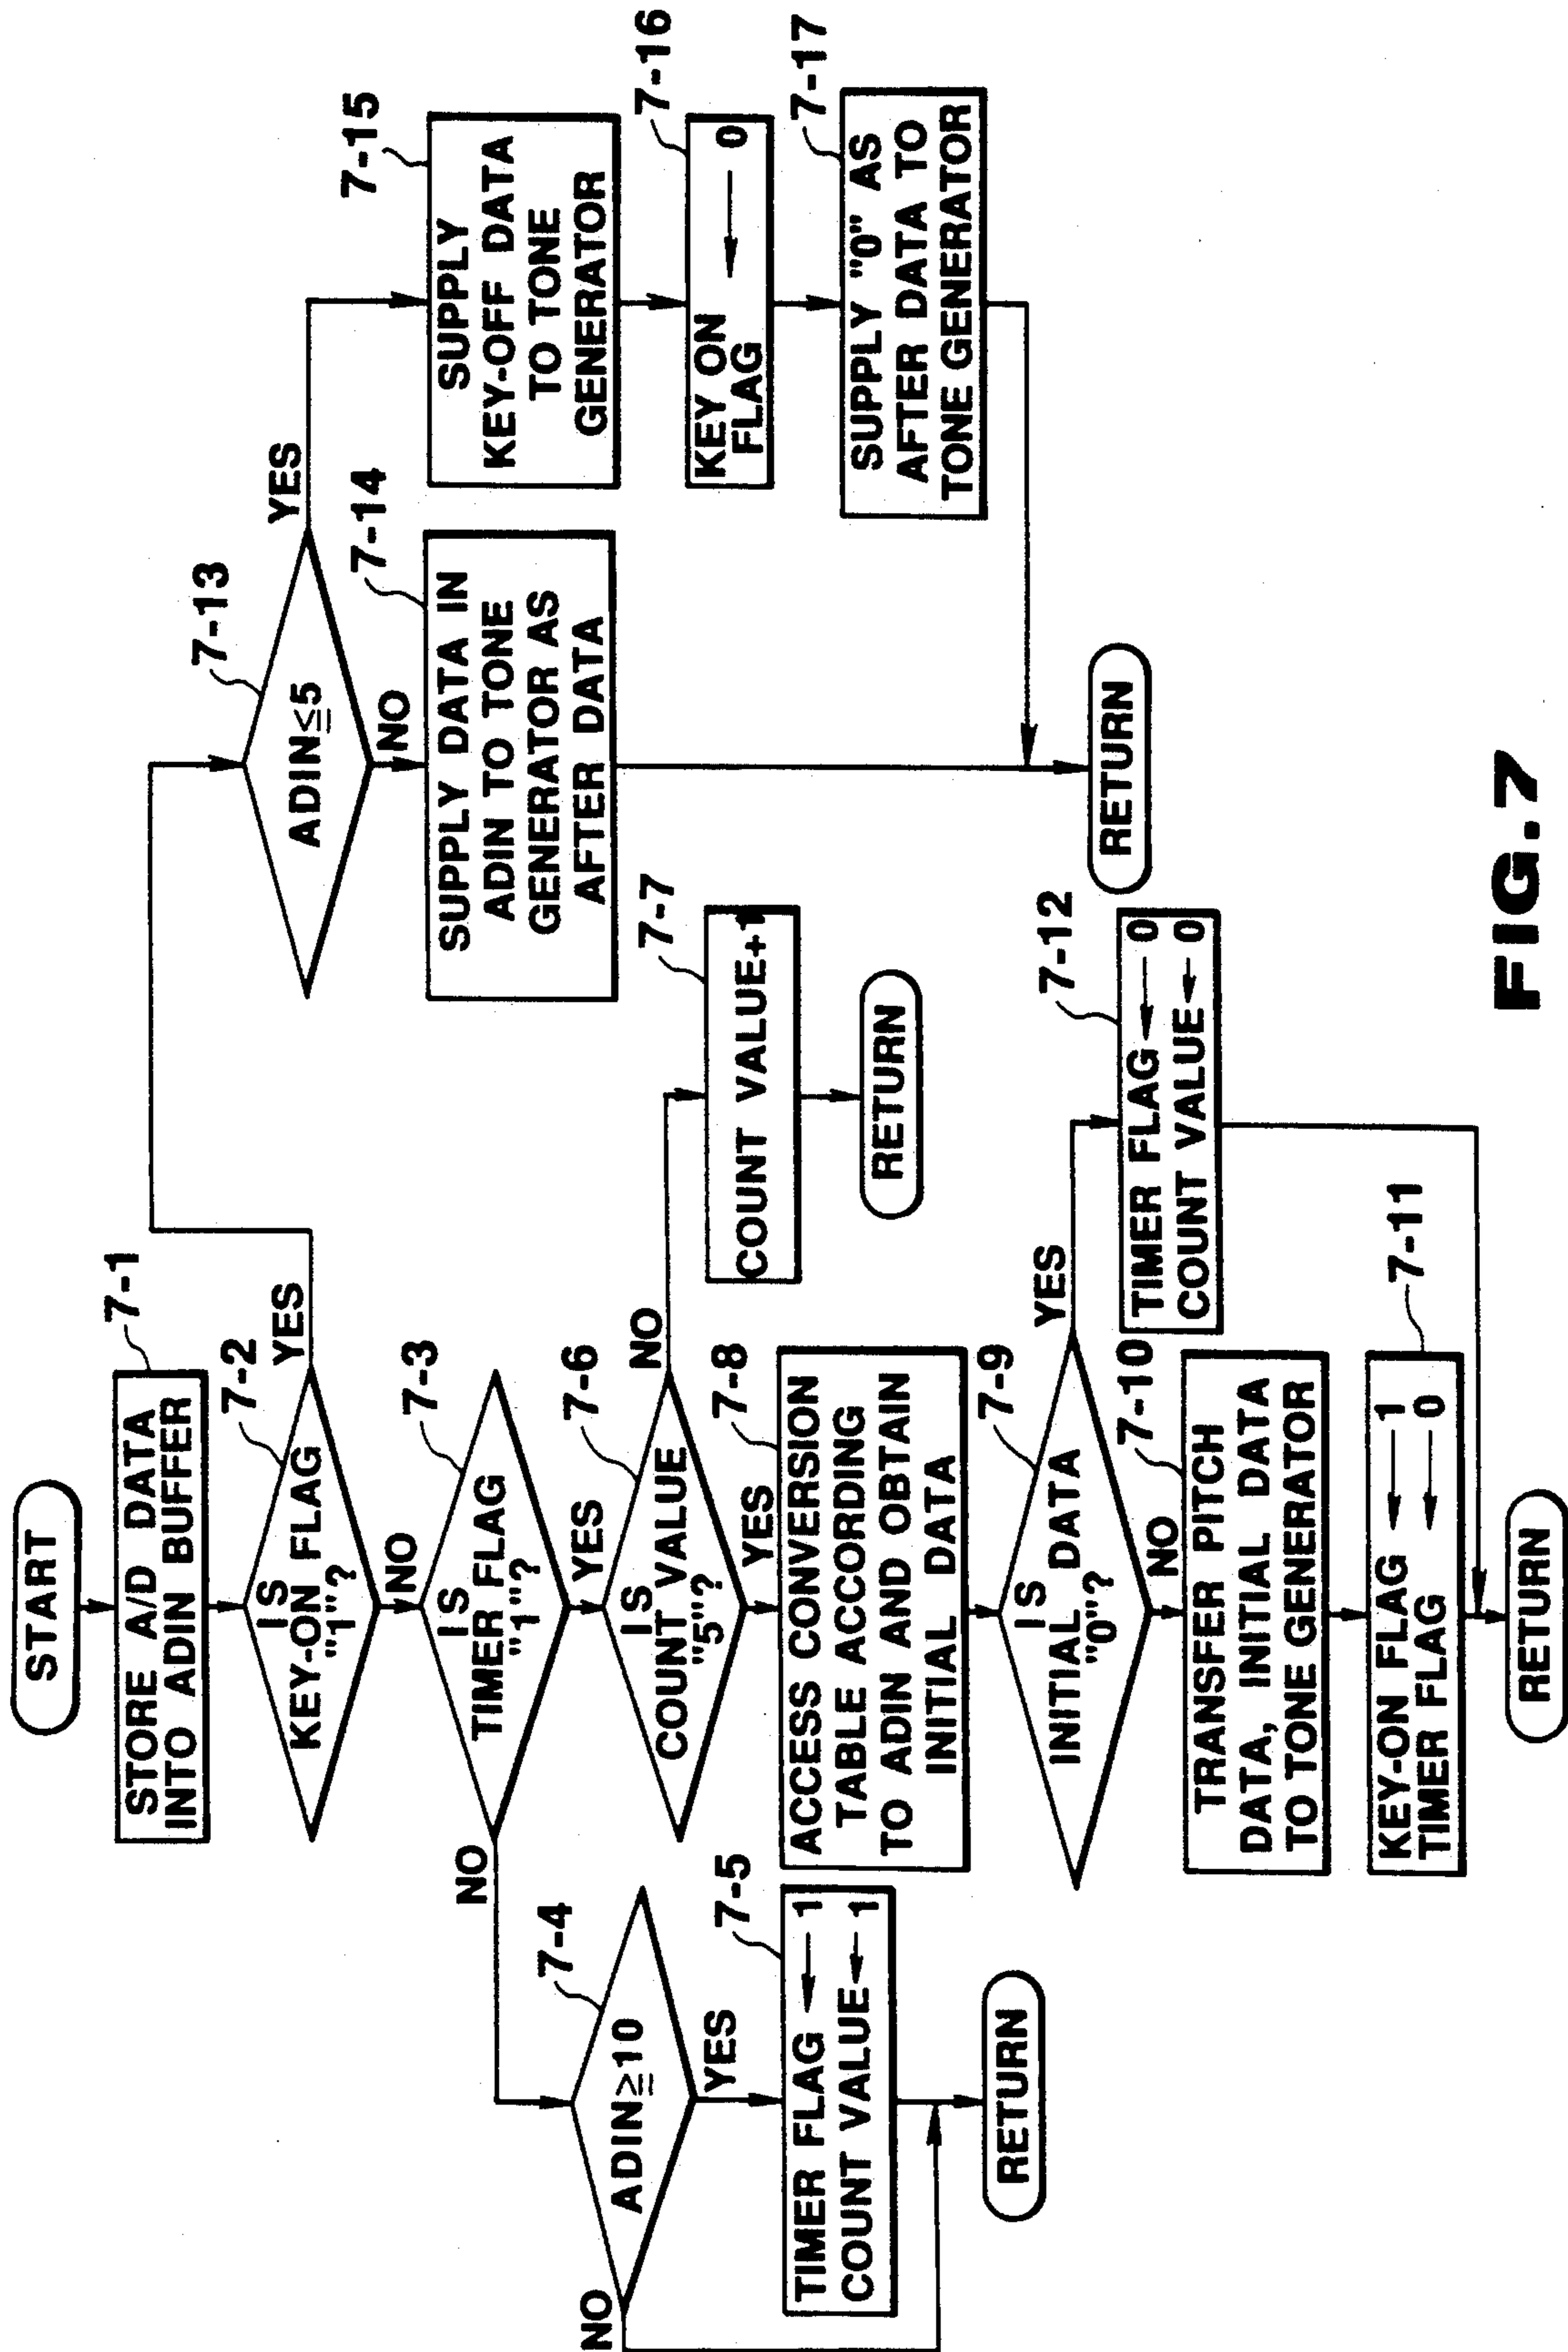 START
7-1
STORE A/D DATA
INTO ADIN BUFFER
7-2
IS
KEY-ON FLAG
"1"?
YES
NO
7-3
IS
TIMER FLAG
"1"?
NO
YES
7-4
ADIN≧10
NO
YES
7-5
TIMER FLAG ← 1
COUNT VALUE ← 1
RETURN
7-6
IS
COUNT VALUE
"5"?
NO
YES
7-7
COUNT VALUE+1
RETURN
7-8
ACCESS CONVERSION
TABLE ACCORDING
TO ADIN AND OBTAIN
INITIAL DATA
7-9
IS
INITIAL DATA
"0"?
YES
NO
7-10
TRANSFER PITCH
DATA, INITIAL DATA
TO TONE GENERATOR
7-11
KEY-ON FLAG ← 1
TIMER FLAG ← 0
RETURN
7-12
TIMER FLAG ← 0
COUNT VALUE ← 0
7-13
ADIN≦5
YES
NO
7-14
SUPPLY DATA IN
ADIN TO TONE
GENERATOR AS
AFTER DATA
RETURN
7-15
SUPPLY
KEY-OFF DATA
TO TONE
GENERATOR
7-16
KEY ON
FLAG ← 0
7-17
SUPPLY "0" AS
AFTER DATA TO
TONE GENERATOR
FIG.7